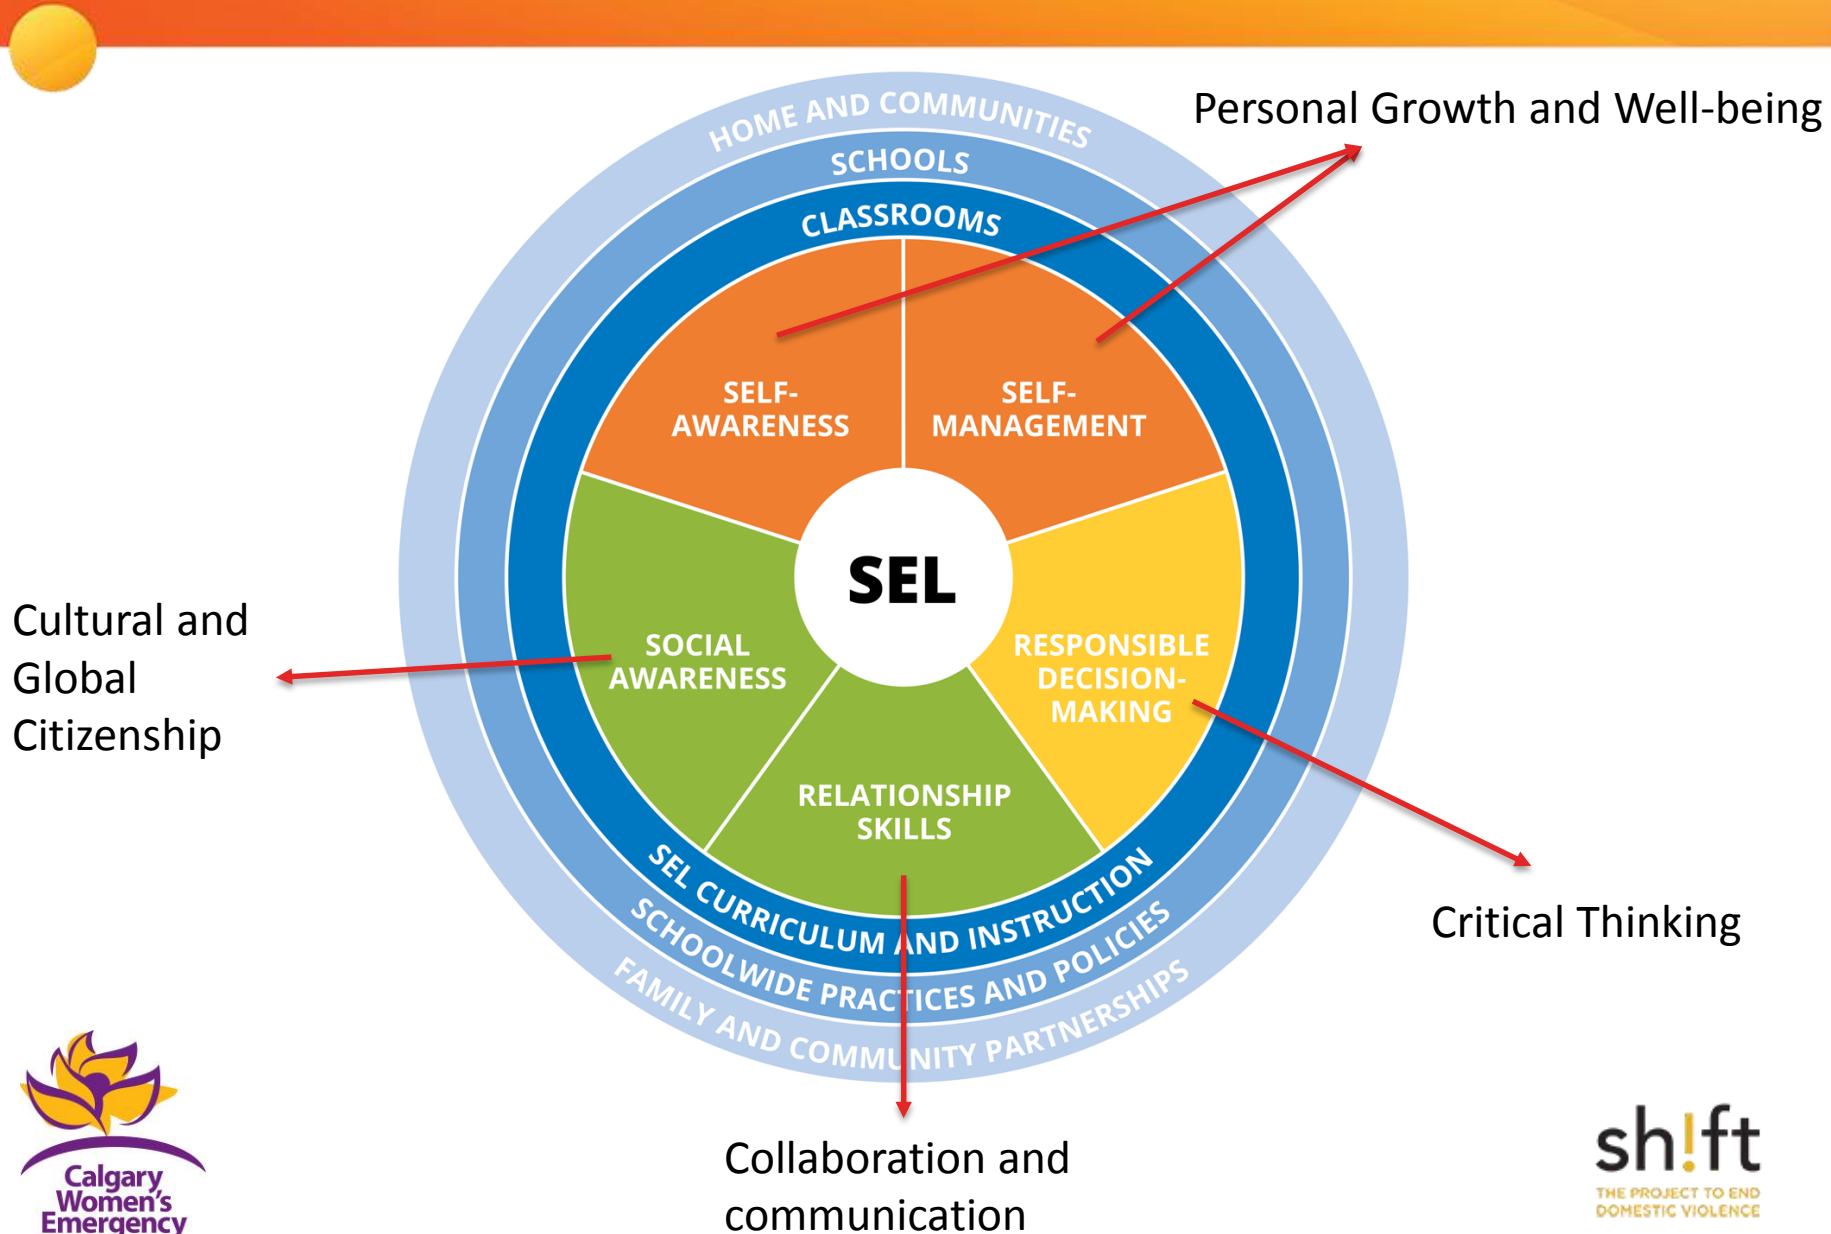 Personal Growth and Well-being
HOME AND COMMUNITIES
SCHOOLS
CLASSROOMS
SELF-
AWARENESS
SELF-
MANAGEMENT
SEL
Cultural and
Global
Citizenship
SOCIAL
AWARENESS
RESPONSIBLE
DECISION-
MAKING
RELATIONSHIP
SKILLS
SEL CURRICULUM AND INSTRUCTION
SCHOOLWIDE PRACTICES AND POLICIES
FAMILY AND COMMUNITY PARTNERSHIPS
Critical Thinking
Collaboration and
communication
Calgary
Women's
Emergency
sh!ft
THE PROJECT TO END
DOMESTIC VIOLENCE